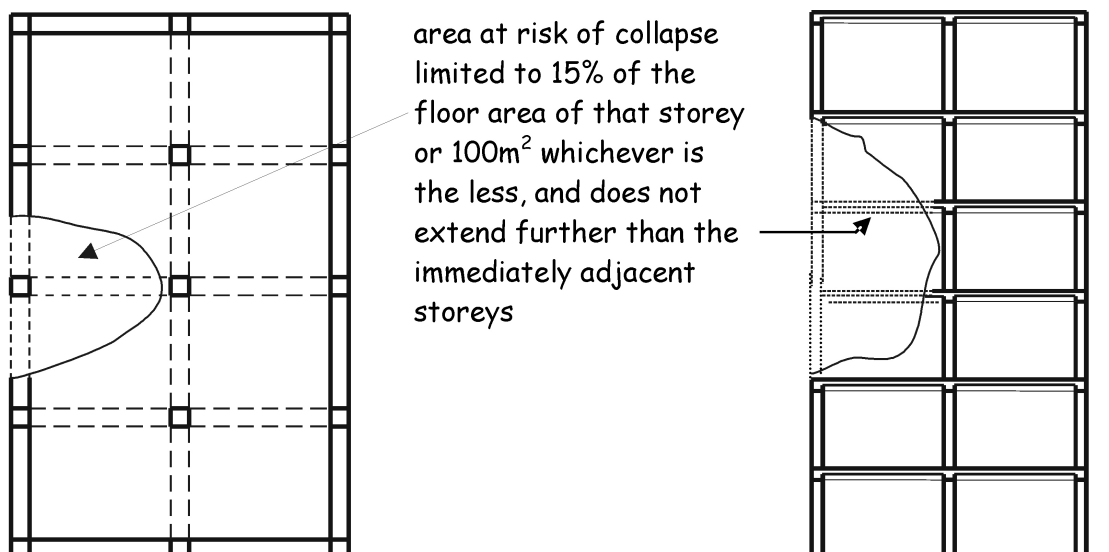 area at risk of collapse
limited to 15% of the
floor area of that storey
or 100m² whichever is
the less, and does not
extend further than the
immediately adjacent
storeys